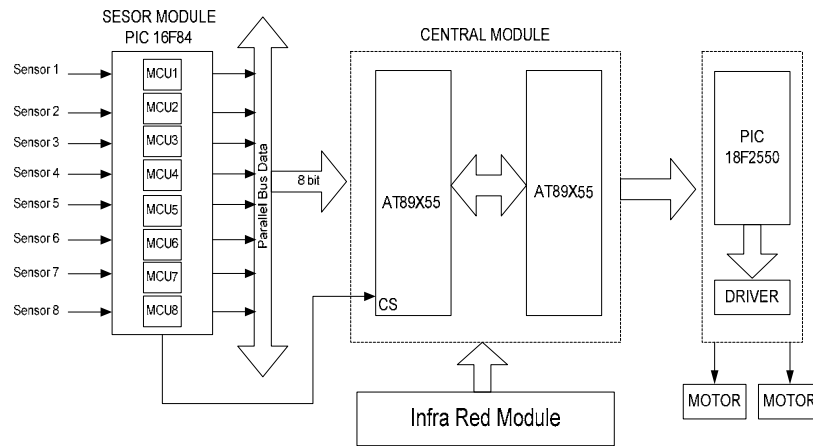 SESOR MODULE
PIC 16F84
Sensor 1
Sensor 2
Sensor 3
Sensor 4
Sensor 5
Sensor 6
Sensor 7
Sensor 8
MCU1
MCU2
MCU3
MCU4
MCU5
MCU6
MCU7
MCU8
Parallel Bus Data
8 bit
CENTRAL MODULE
AT89X55
AT89X55
CS
Infra Red Module
PIC
18F2550
DRIVER
MOTOR
MOTOR